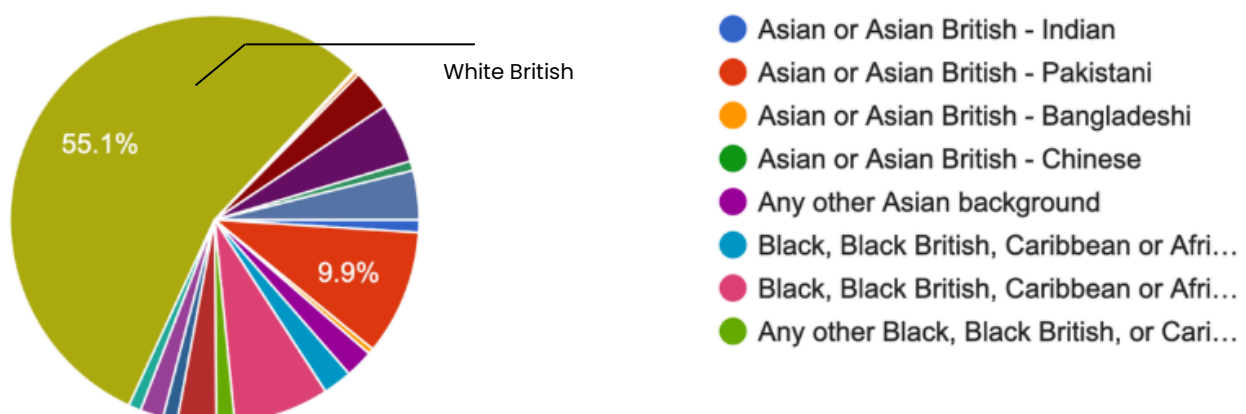 White British
55.1%
9.9%
Asian or Asian British - Indian
Asian or Asian British - Pakistani
Asian or Asian British - Bangladeshi
Asian or Asian British - Chinese
Any other Asian background
Black, Black British, Caribbean or Afri...
Black, Black British, Caribbean or Afri...
Any other Black, Black British, or Cari...